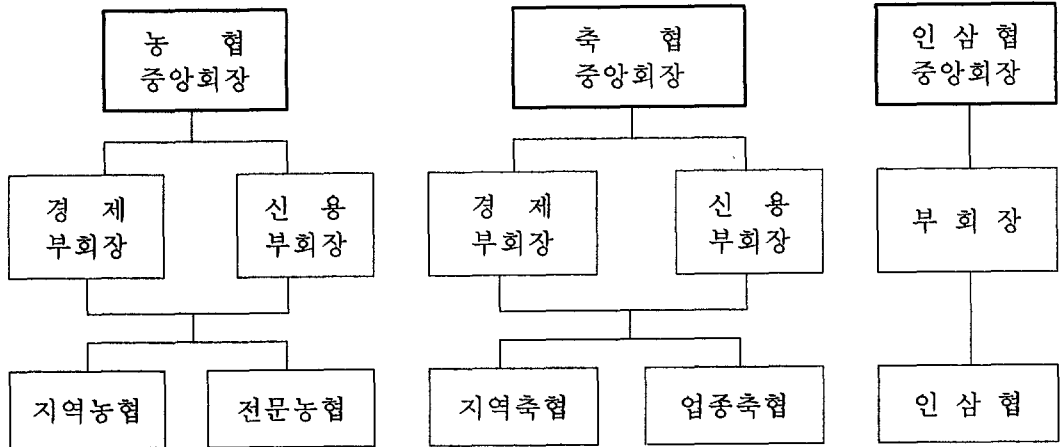 농 협
중앙회장
축 협
중앙회장
인 삼 협
중앙회장
경 제
부회장
신 용
부회장
경 제
부회장
신 용
부회장
부 회 장
지역농협
전문농협
지역축협
업종축협
인 삼 협